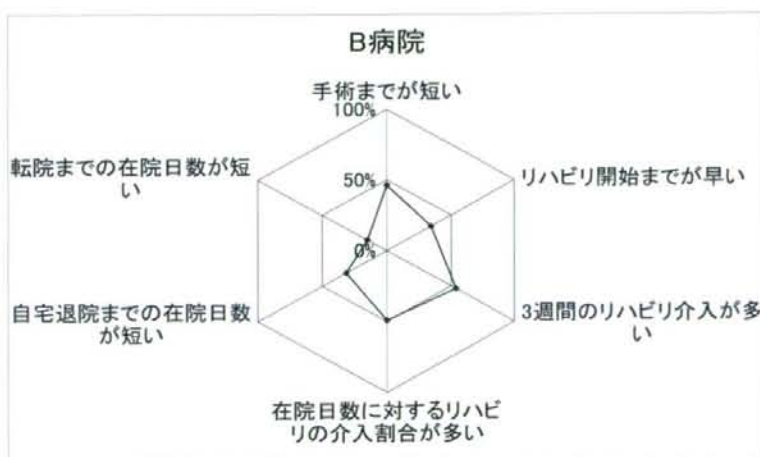 B病院
手術までが短い
100%
転院までの在院日数が短
い
50%
リハビリ開始までが早い
0%
自宅退院までの在院日数
が短い
3週間のリハビリ介入が多
い
在院日数に対するリハビ
リの介入割合が多い